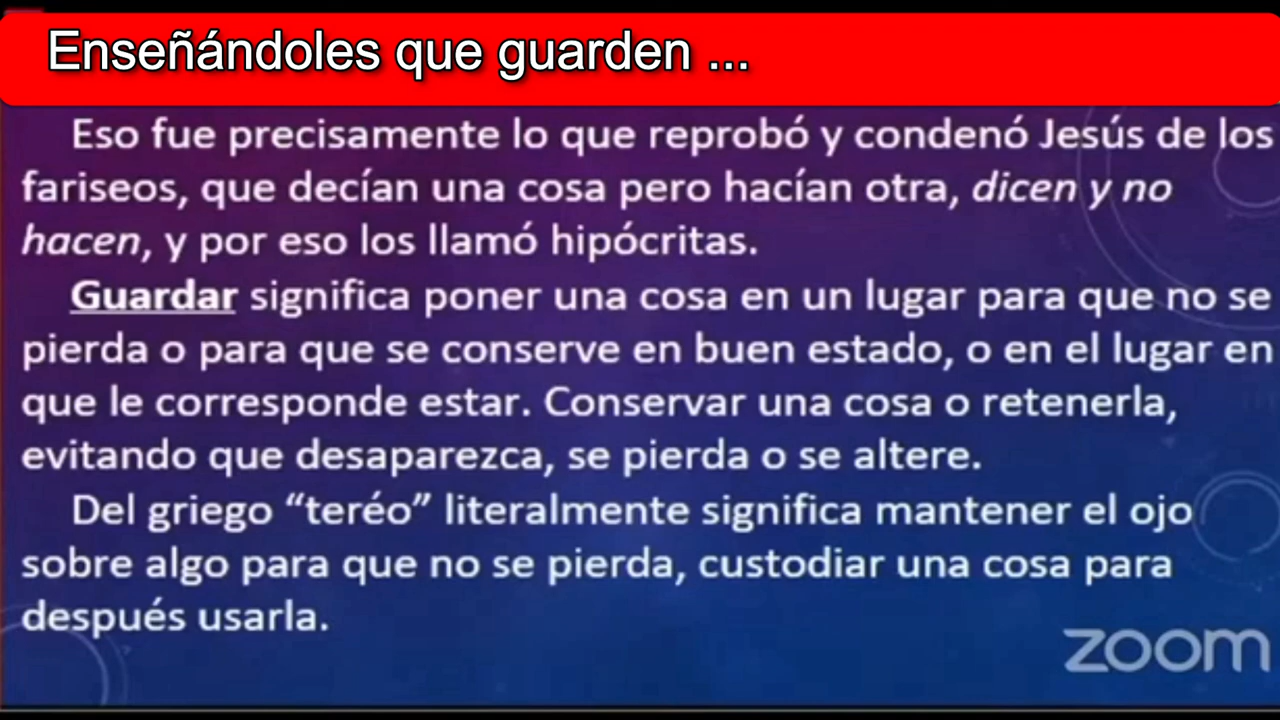 Enseñándoles que guarden ...
Eso fue precisamente lo que reprobó y condenó Jesús de los
fariseos, que decían una cosa pero hacían otra, dicen y no
hacen, y por eso los llamó hipócritas.
Guardar significa poner una cosa en un lugar para que no se
pierda o para que se conserve en buen estado, o en el lugar en
que le corresponde estar. Conservar una cosa o retenerla,
evitando que desaparezca, se pierda o se altere.
Del griego “teréo” literalmente significa mantener el ojo
sobre algo para que no se pierda, custodiar una cosa para
después usarla.
zoom